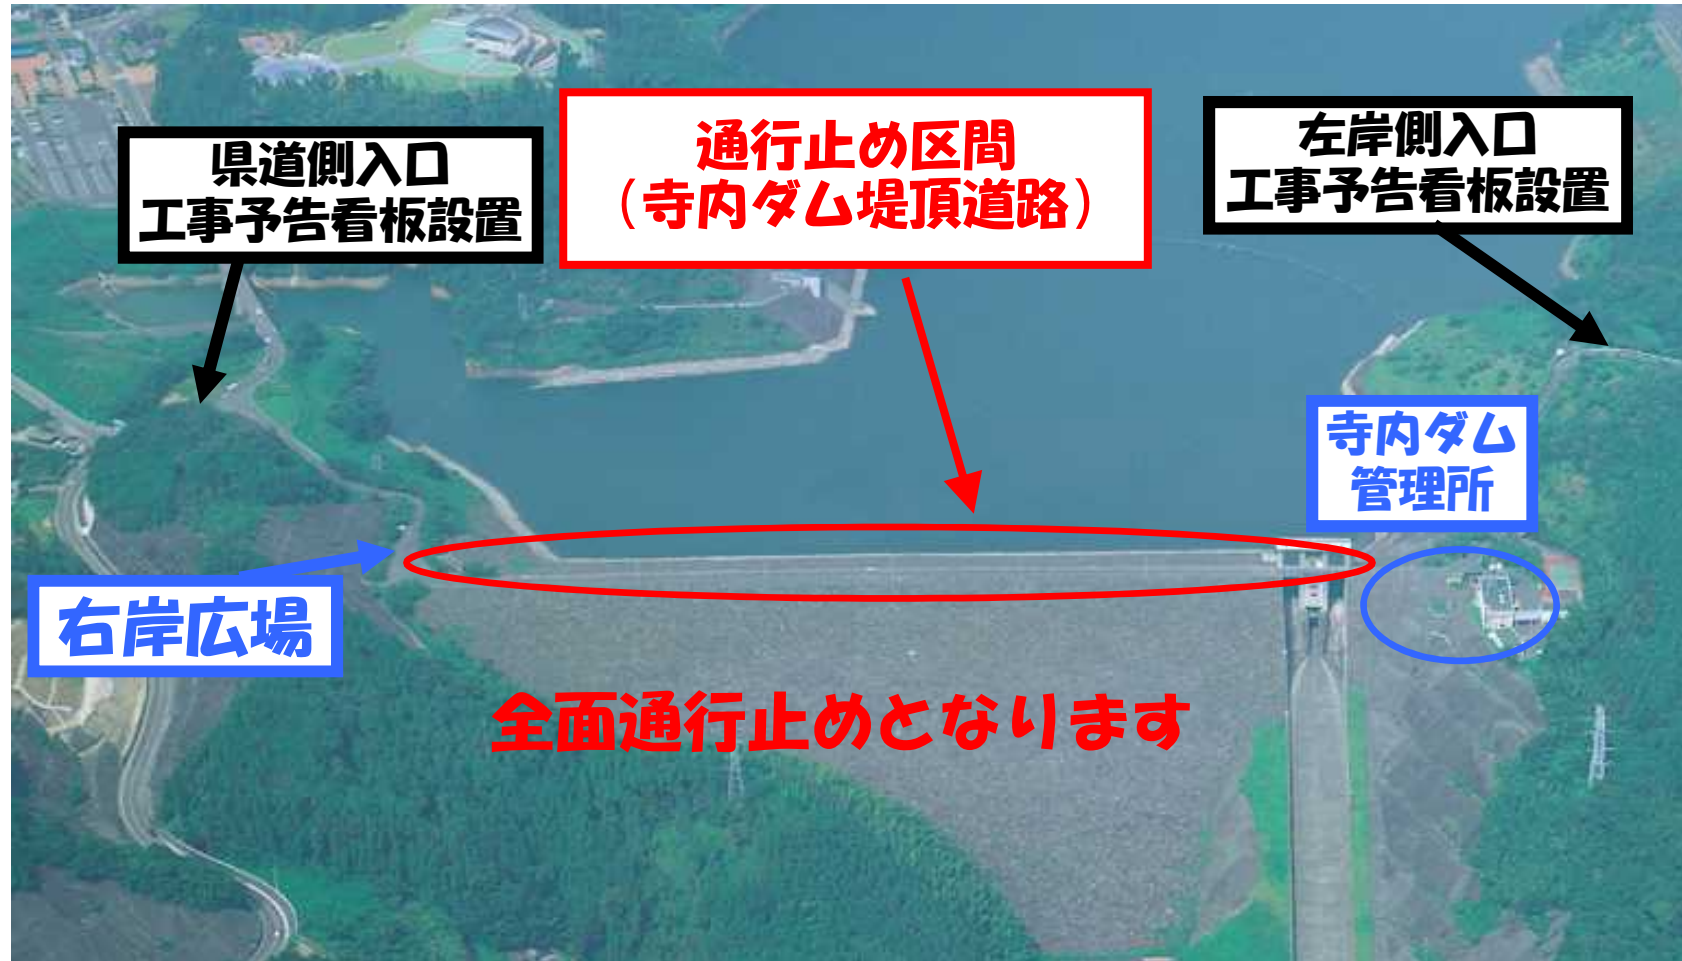 県道側入口
工事予告看板設置
通行止め区間
（寺内ダム堤頂道路）
左岸側入口
工事予告看板設置
寺内ダム
管理所
右岸広場
全面通行止めとなります